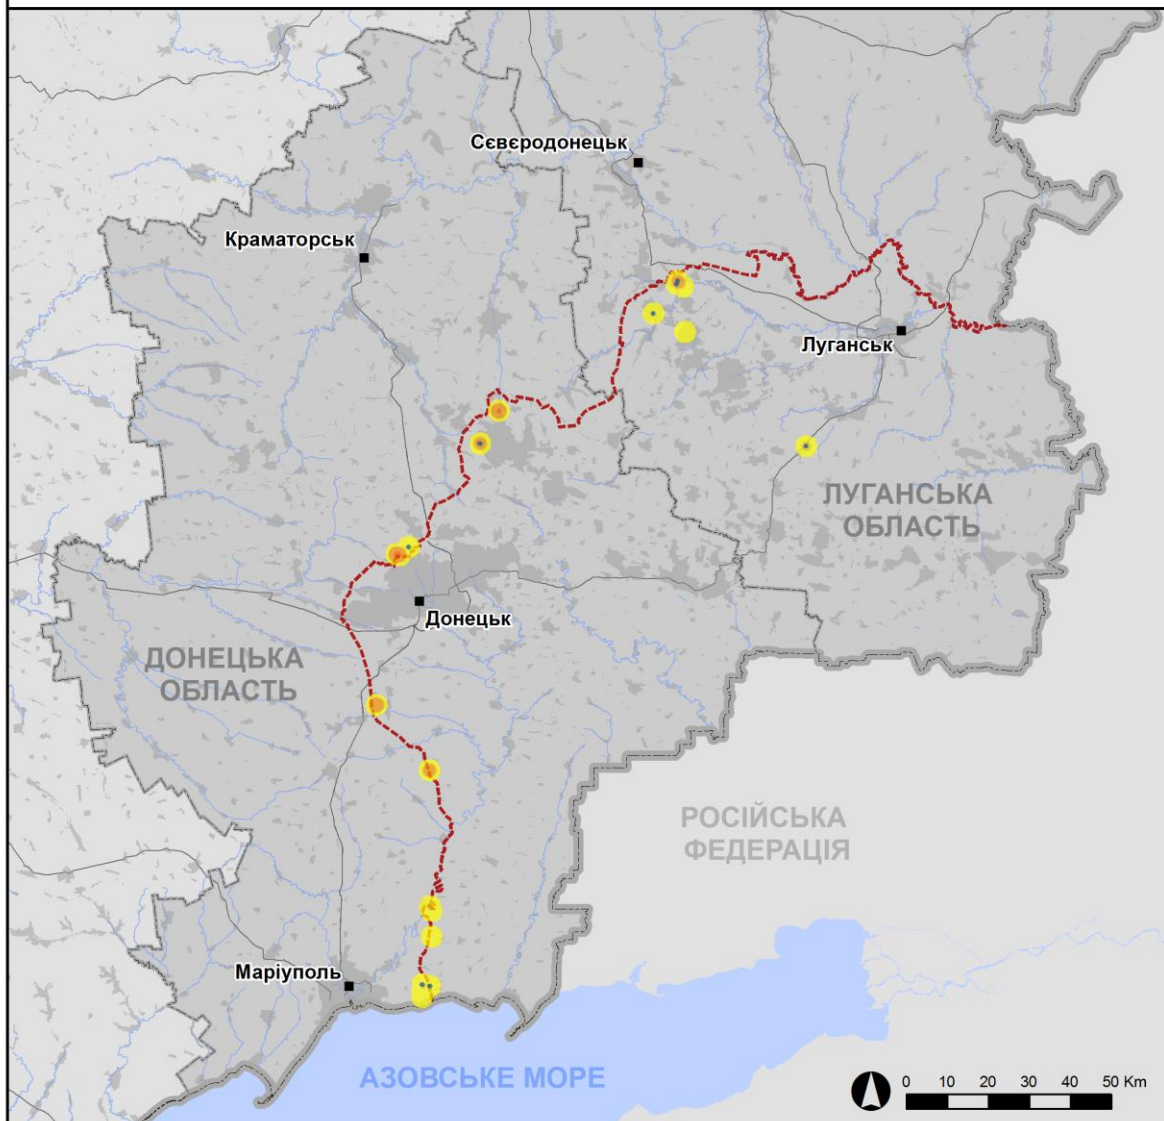 Сєвєродонецьк
Краматорськ
Луганськ
ЛУГАНСЬКА
ОБЛАСТЬ
Донецьк
ДОНЕЦЬКА
ОБЛАСТЬ
РОСІЙСЬКА
ФЕДЕРАЦІЯ
Маріуполь
АЗОВСЬКЕ МОРЕ
0 10 20 30 40 50 Km